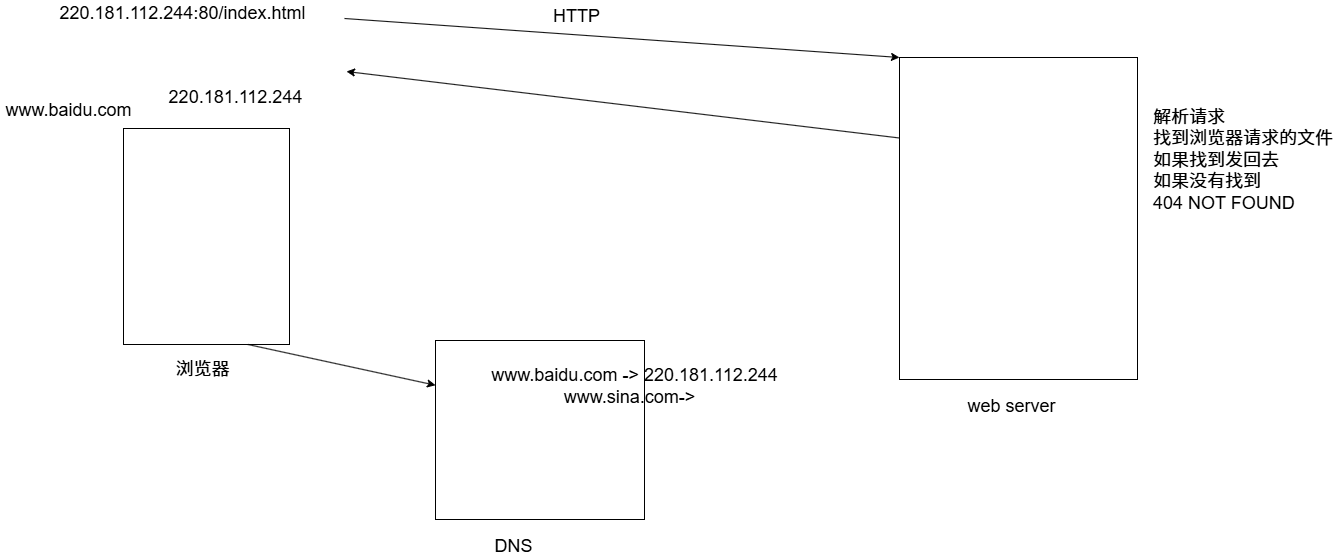 220.181.112.244:80/index.html
HTTP
220.181.112.244
www.baidu.com
解析请求
找到浏览器请求的文件
如果找到发回去
如果没有找到
404 NOT FOUND
浏览器
www.baidu.com -> 220.181.112.244
www.sina.com->
web server
DNS